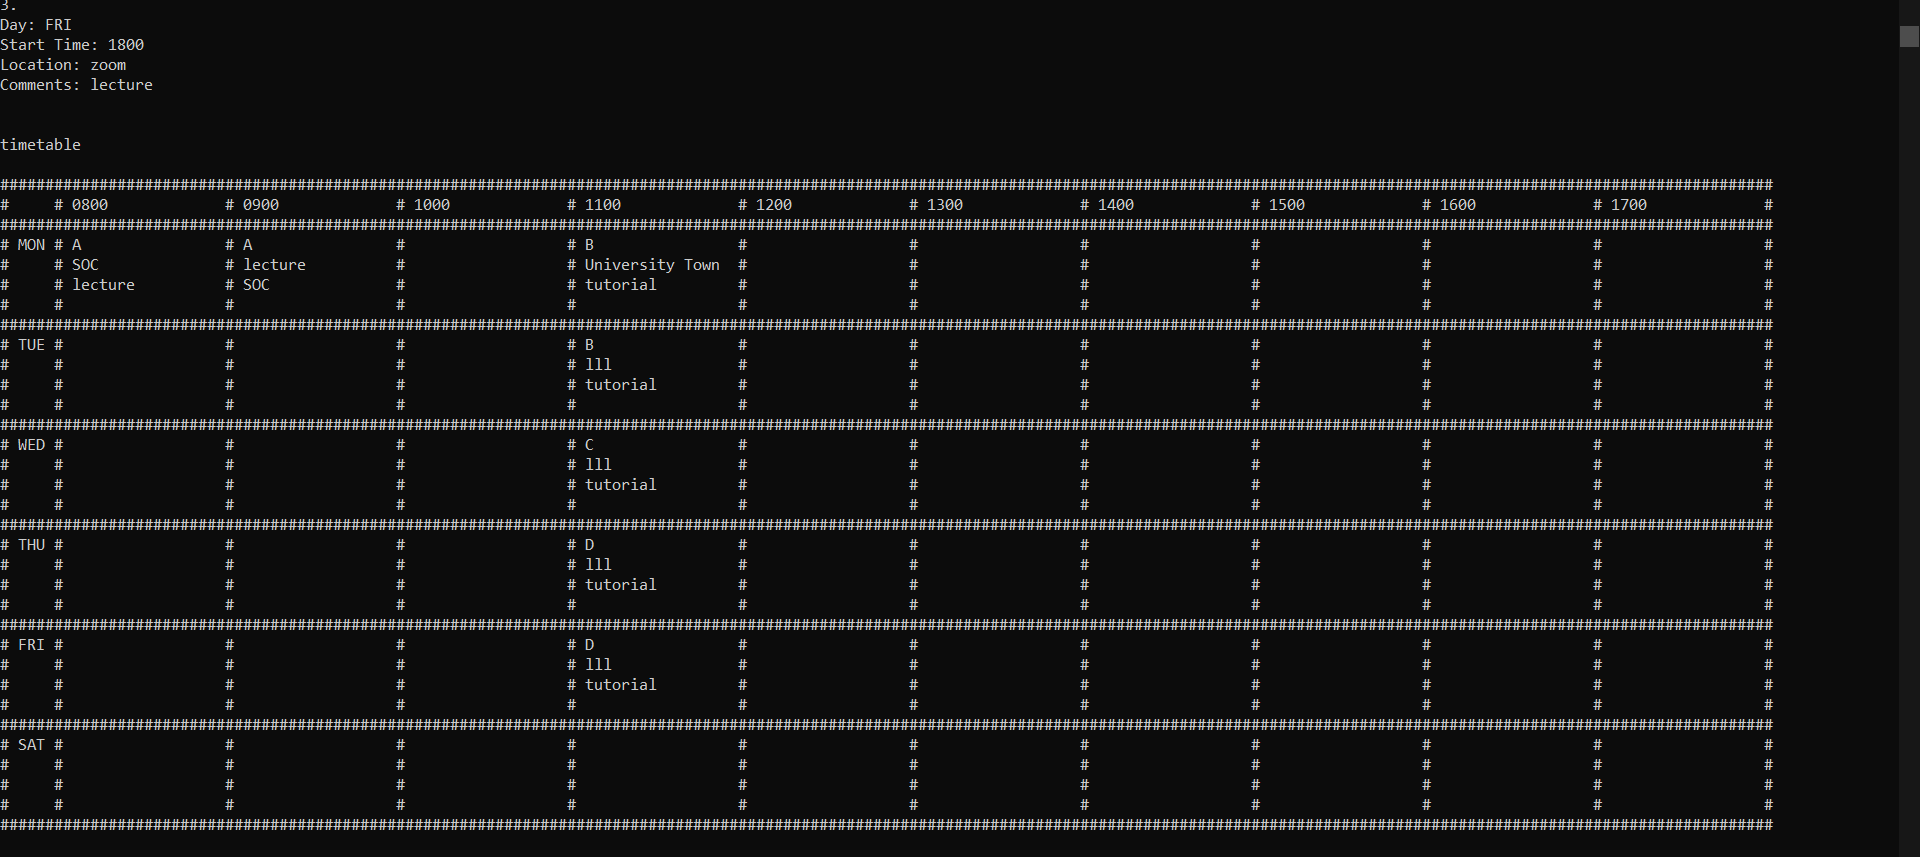 3.
Day: FRI
Start Time: 1800
Location: zoom
Comments: lecture
timetable
#####################################################################################################################################################################################################
# # 0800 # 0900 # 1000 # 1100 # 1200 # 1300 # 1400 # 1500 # 1600 # 1700 #
#####################################################################################################################################################################################################
# MON # A # A # # B # # # # # # #
# # SOC # lecture # # University Town # # # # # # #
# # lecture # SOC # # tutorial # # # # # # #
# # # # # # # # # # # #
#####################################################################################################################################################################################################
# TUE # # # # B # # # # # # #
# # # # # lll # # # # # # #
# # # # # tutorial # # # # # # #
# # # # # # # # # # # #
#####################################################################################################################################################################################################
# WED # # # # C # # # # # # #
# # # # # lll # # # # # # #
# # # # # tutorial # # # # # # #
# # # # # # # # # # # #
#####################################################################################################################################################################################################
# THU # # # # D # # # # # # #
# # # # # lll # # # # # # #
# # # # # tutorial # # # # # # #
# # # # # # # # # # # #
#####################################################################################################################################################################################################
# FRI # # # # D # # # # # # #
# # # # # lll # # # # # # #
# # # # # tutorial # # # # # # #
# # # # # # # # # # # #
#####################################################################################################################################################################################################
# SAT # # # # # # # # # # #
# # # # # # # # # # # #
# # # # # # # # # # # #
# # # # # # # # # # # #
#####################################################################################################################################################################################################